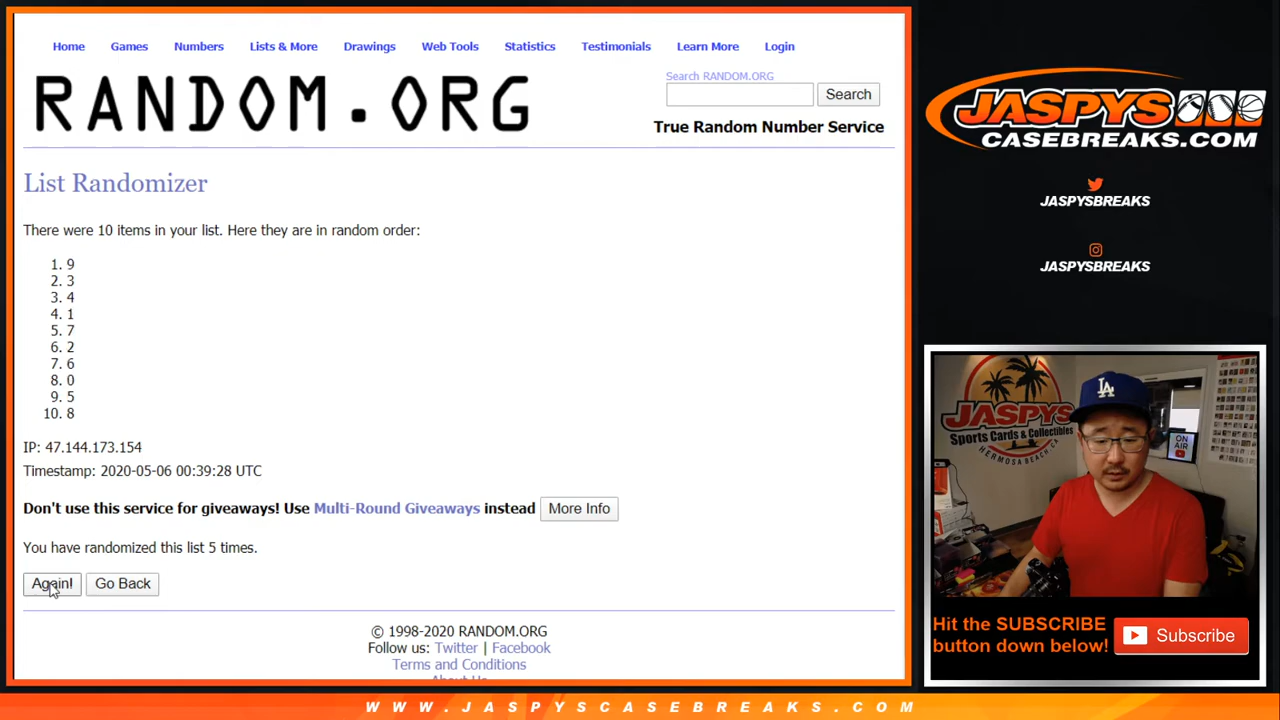 Home Games Numbers Lists & More Drawings Web Tools Statistics Testimonials Learn More Login
RANDOM.ORG
Search RANDOM.ORG
Search
True Random Number Service
List Randomizer
There were 10 items in your list. Here they are in random order:
1. 9
2. 3
3. 4
4. 1
5. 7
6. 2
7. 6
8. 0
9. 5
10. 8
IP: 47.144.173.154
Timestamp: 2020-05-06 00:39:28 UTC
Don't use this service for giveaways! Use Multi-Round Giveaways instead More Info
You have randomized this list 5 times.
Again! Go Back
© 1998-2020 RANDOM.ORG
Follow us: Twitter | Facebook
Terms and Conditions
About Us
JASPYS
CASEBREAKS.COM
JASPYSBREAKS
JASPYSBREAKS
JASPYS
Sports Cards & Collectibles
HERMOSA BEACH, CA
LA
ON AIR
Hit the SUBSCRIBE
button down below!
Subscribe
WWW.JASPYSCASEBREAKS.COM